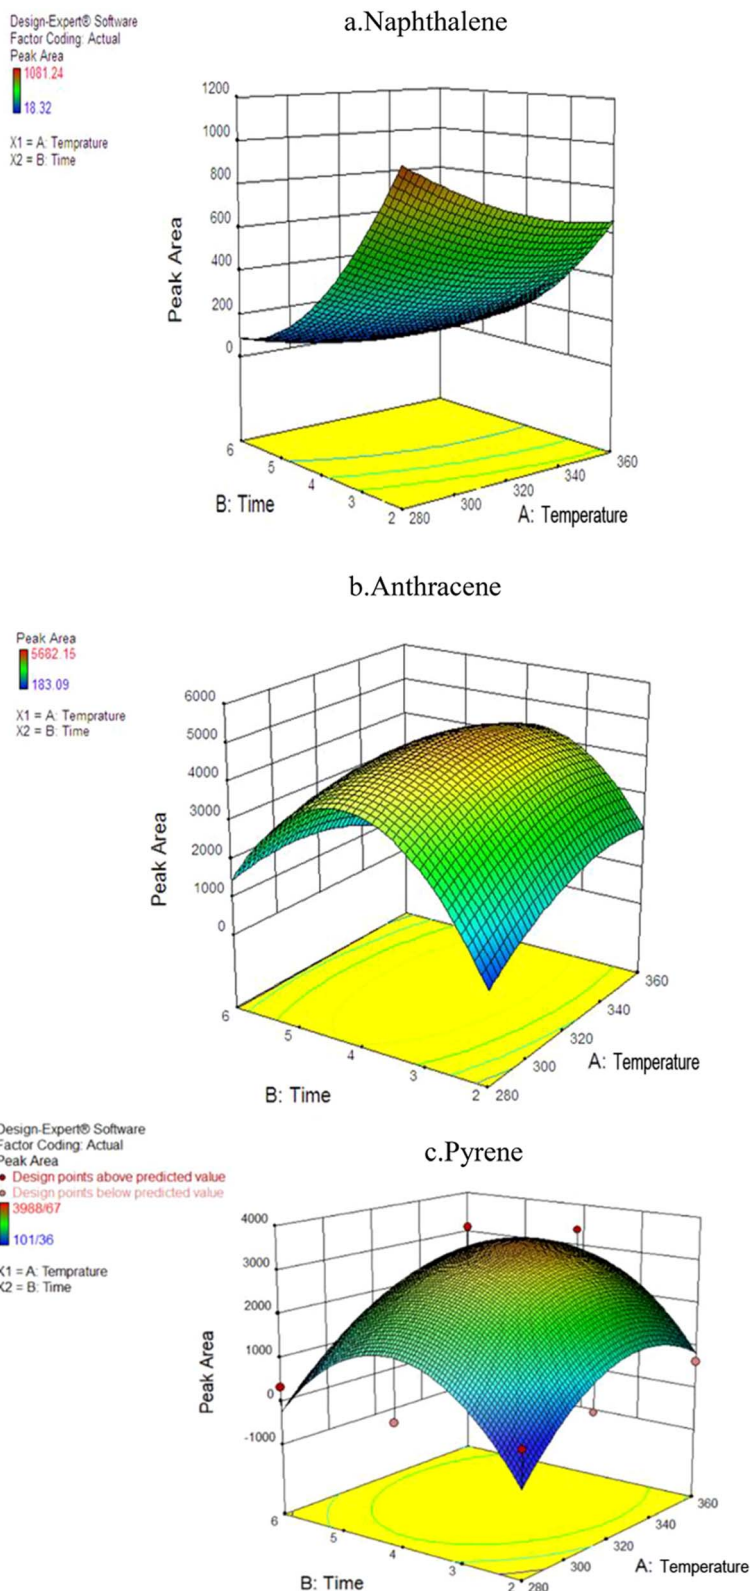 a.Naphthalene
Design-Expert® Software
Factor Coding: Actual
Peak Area
1081.24
18.32
X1 = A: Temprature
X2 = B: Time
1200
1000
800
600
400
200
0
Peak Area
6
5
4
3
2
B: Time
280
300
320
340
360
A: Temperature
b.Anthracene
Peak Area
5682.15
183.09
X1 = A: Temprature
X2 = B: Time
6000
5000
4000
3000
2000
1000
0
Peak Area
6
5
4
3
2
B: Time
280
300
320
340
360
A: Temperature
c.Pyrene
Design-Expert® Software
Factor Coding: Actual
Peak Area
Design points above predicted value
Design points below predicted value
3988/67
101/36
X1 = A: Temprature
X2 = B: Time
4000
3000
2000
1000
0
-1000
Peak Area
6
5
4
3
2
B: Time
280
300
320
340
360
A: Temperature